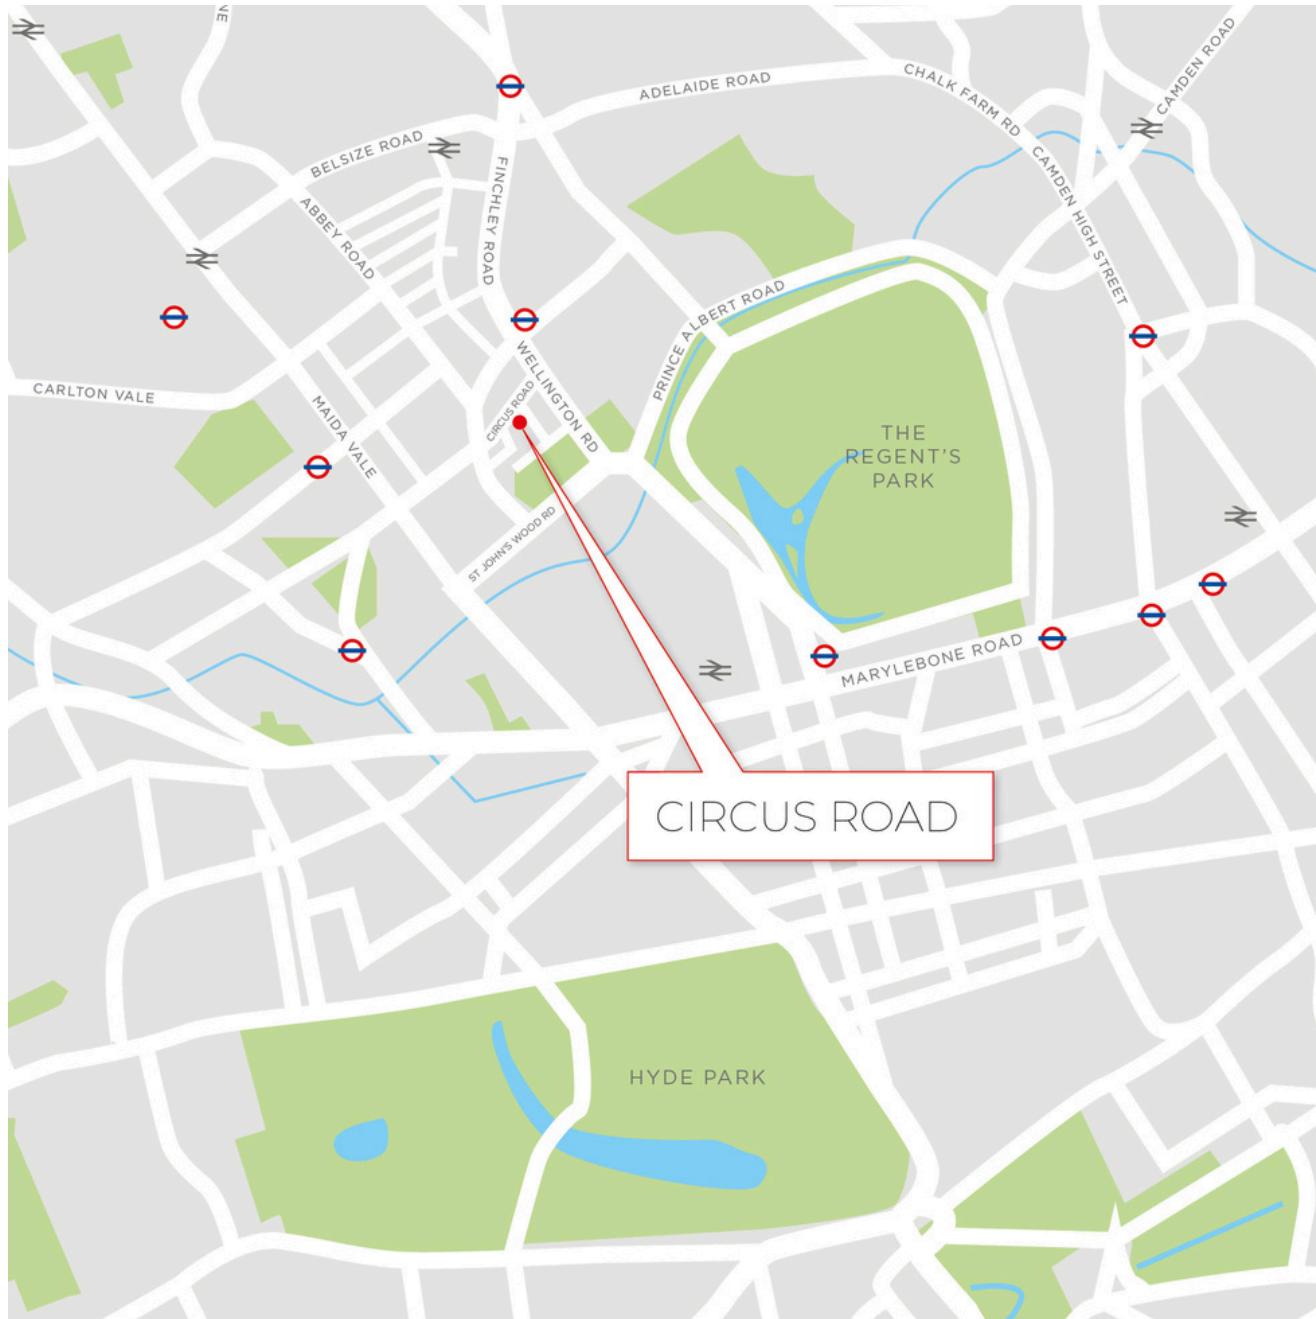 NE
CAMDEN ROAD
ADELAIDE ROAD
CHALK FARM RD
BELSIZE ROAD
FINCHLEY ROAD
CAMDEN HIGH STREET
ABBEY ROAD
PRINCE ALBERT ROAD
WELLINGTON RD
CARLTON VALE
MAIDA VALE
CIRCUS ROAD
THE
REGENT'S
PARK
ST JOHN'S WOOD RD
MARYLEBONE ROAD
CIRCUS ROAD
HYDE PARK